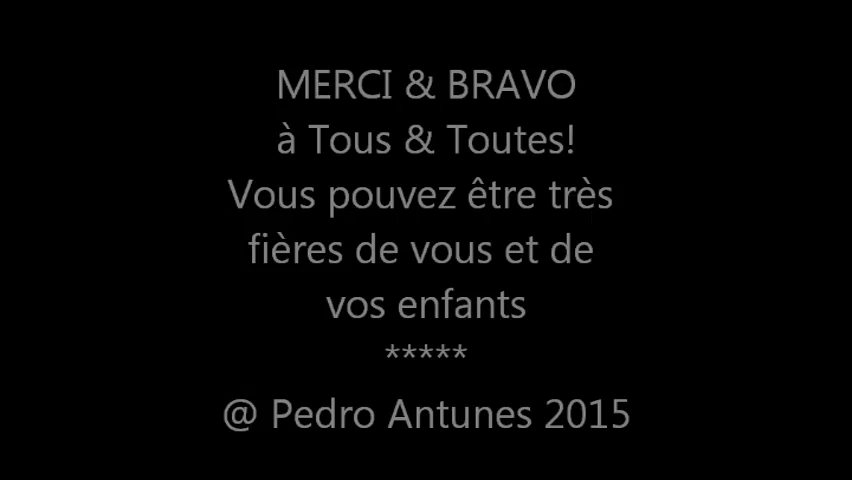 MERCI & BRAVO
à Tous & Toutes!
Vous pouvez être très
fières de vous et de
vos enfants
*****
@ Pedro Antunes 2015